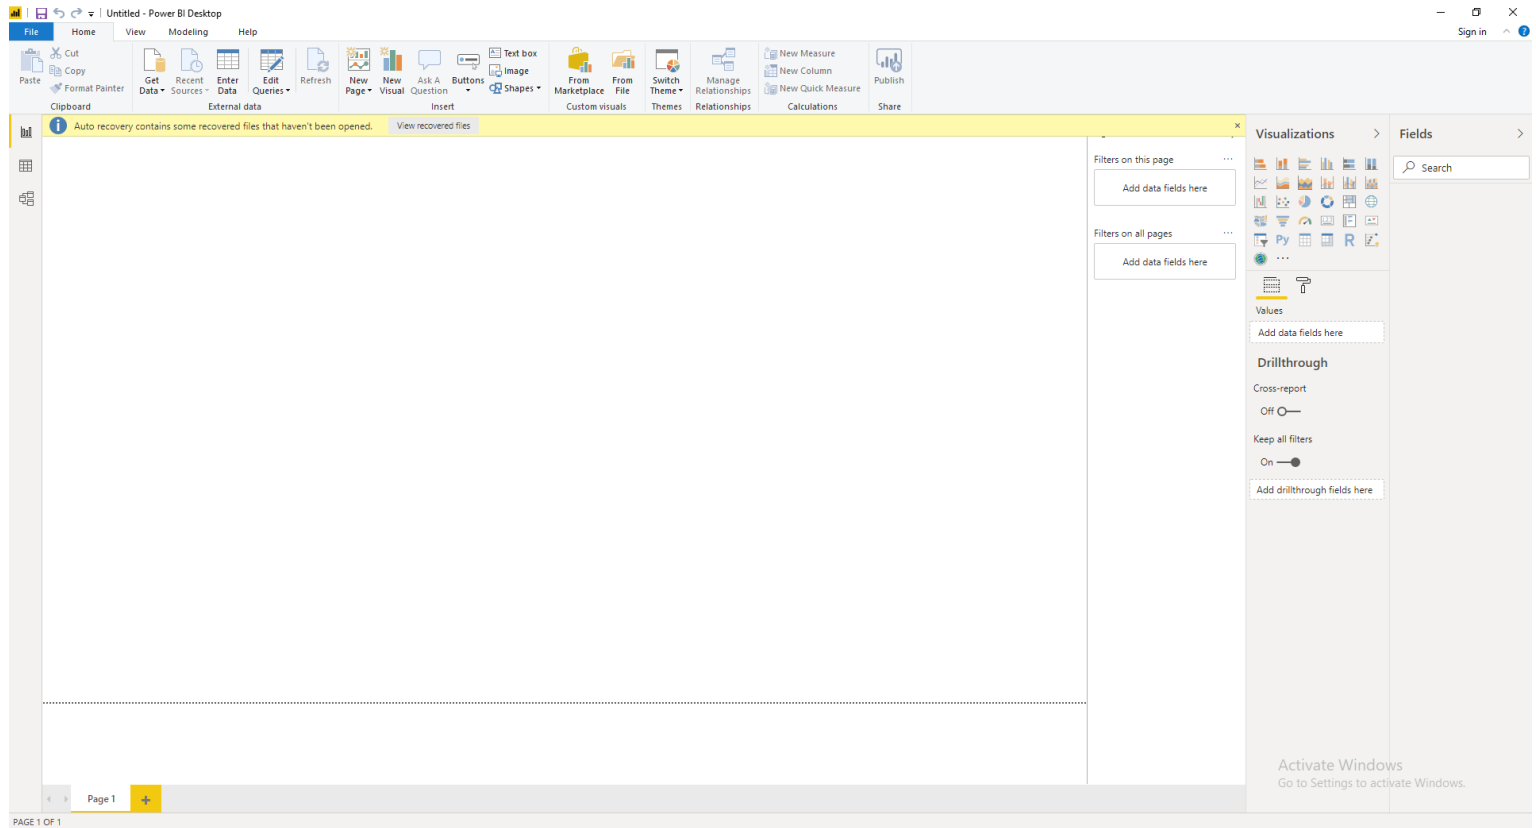 Untitled - Power BI Desktop
File Home View Modeling Help Sign in
Paste
Cut
Copy
Format Painter
Clipboard
Get Data
Recent Sources
Enter Data
Edit Queries
Refresh
External data
New Page
New Visual
Ask A Question
Buttons
Text box
Image
Shapes
Insert
From Marketplace
From File
Custom visuals
Switch Theme
Themes
Manage Relationships
Relationships
New Measure
New Column
New Quick Measure
Calculations
Publish
Share
Auto recovery contains some recovered files that haven't been opened. View recovered files
Filters on this page ...
Add data fields here
Filters on all pages ...
Add data fields here
Visualizations
Py R
...
Values
Add data fields here
Drillthrough
Cross-report
Off
Keep all filters
On
Add drillthrough fields here
Fields
Search
Activate Windows
Go to Settings to activate Windows.
Page 1 +
PAGE 1 OF 1